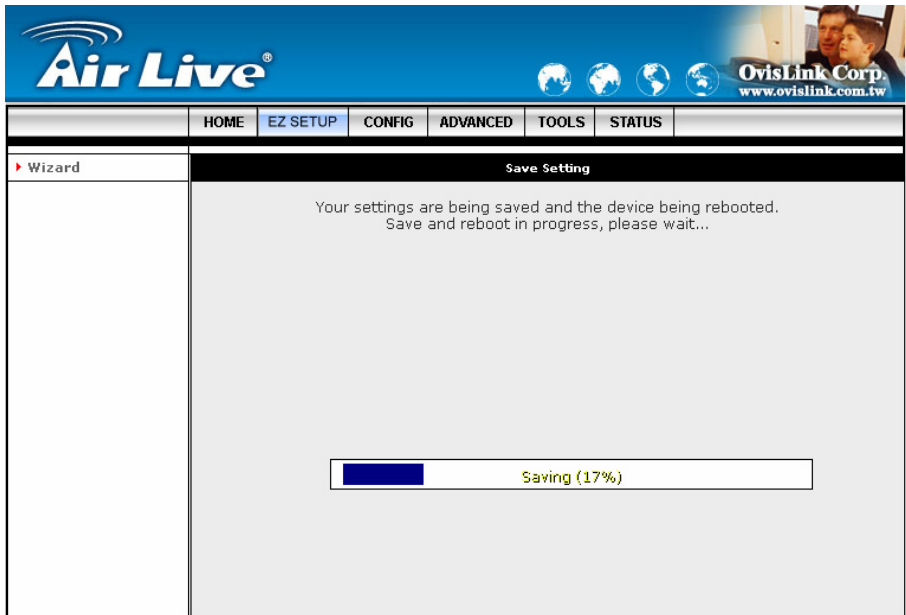 Air Live®
OvisLink Corp.
www.ovislink.com.tw
HOME EZ SETUP CONFIG ADVANCED TOOLS STATUS
Wizard
Save Setting
Your settings are being saved and the device being rebooted.
Save and reboot in progress, please wait...
Saving (17%)